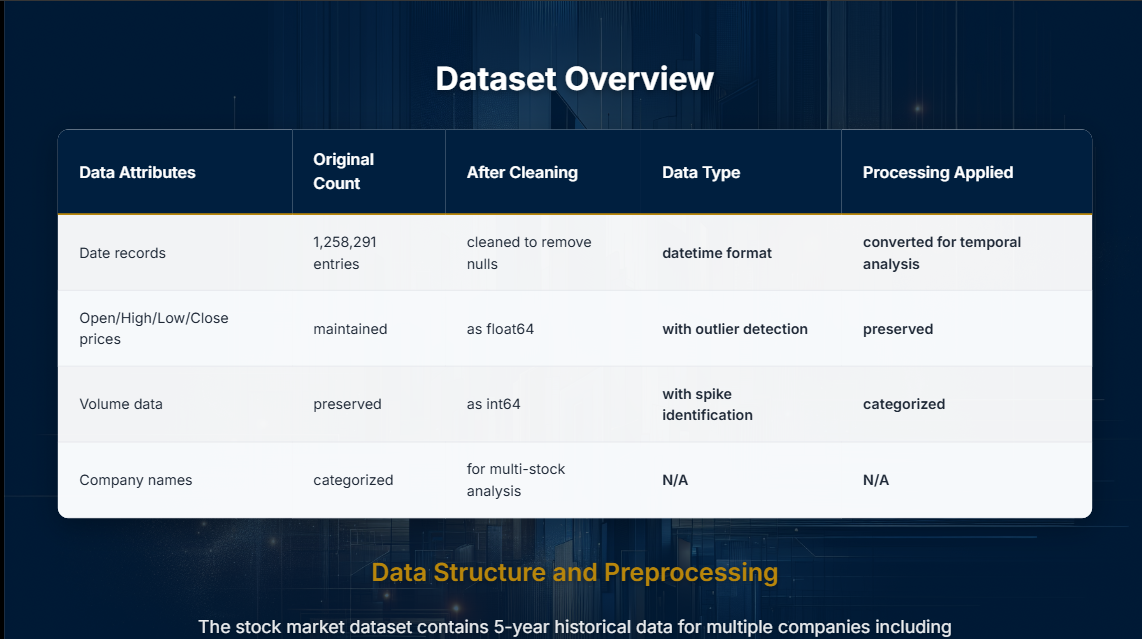 Dataset Overview
Data Attributes
Original
Count
After Cleaning
Data Type
Processing Applied
Date records
1,258,291
entries
cleaned to remove
nulls
datetime format
converted for temporal
analysis
Open/High/Low/Close
prices
maintained
as float64
with outlier detection
preserved
Volume data
preserved
as int64
with spike
identification
categorized
Company names
categorized
for multi-stock
analysis
N/A
N/A
Data Structure and Preprocessing
The stock market dataset contains 5-year historical data for multiple companies including